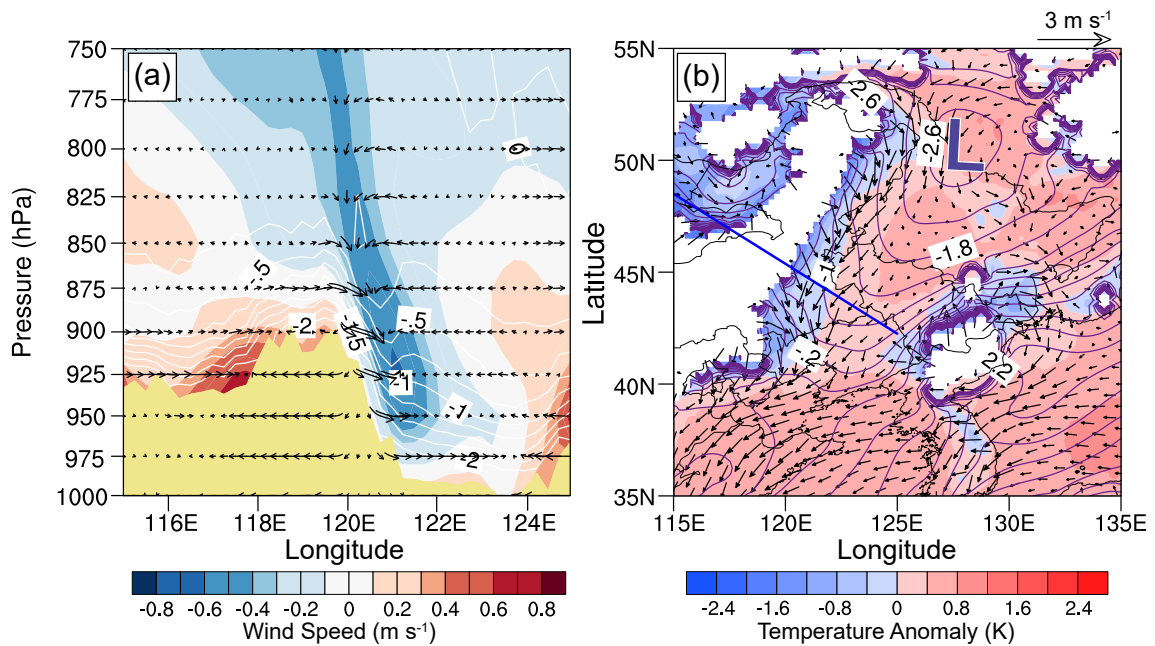 3 m s⁻¹
(a)
750
775
800
825
850
875
900
925
950
975
1000
Pressure (hPa)
0
-.5
-2
-.5
-1
-1
-2
116E
118E
120E
122E
124E
Longitude
-0.8 -0.6 -0.4 -0.2 0 0.2 0.4 0.6 0.8
Wind Speed (m s⁻¹)
(b)
55N
50N
45N
40N
35N
Latitude
2.6
-2.6
L
-1.8
-.2
2.2
115E
120E
125E
130E
135E
Longitude
-2.4 -1.6 -0.8 0 0.8 1.6 2.4
Temperature Anomaly (K)